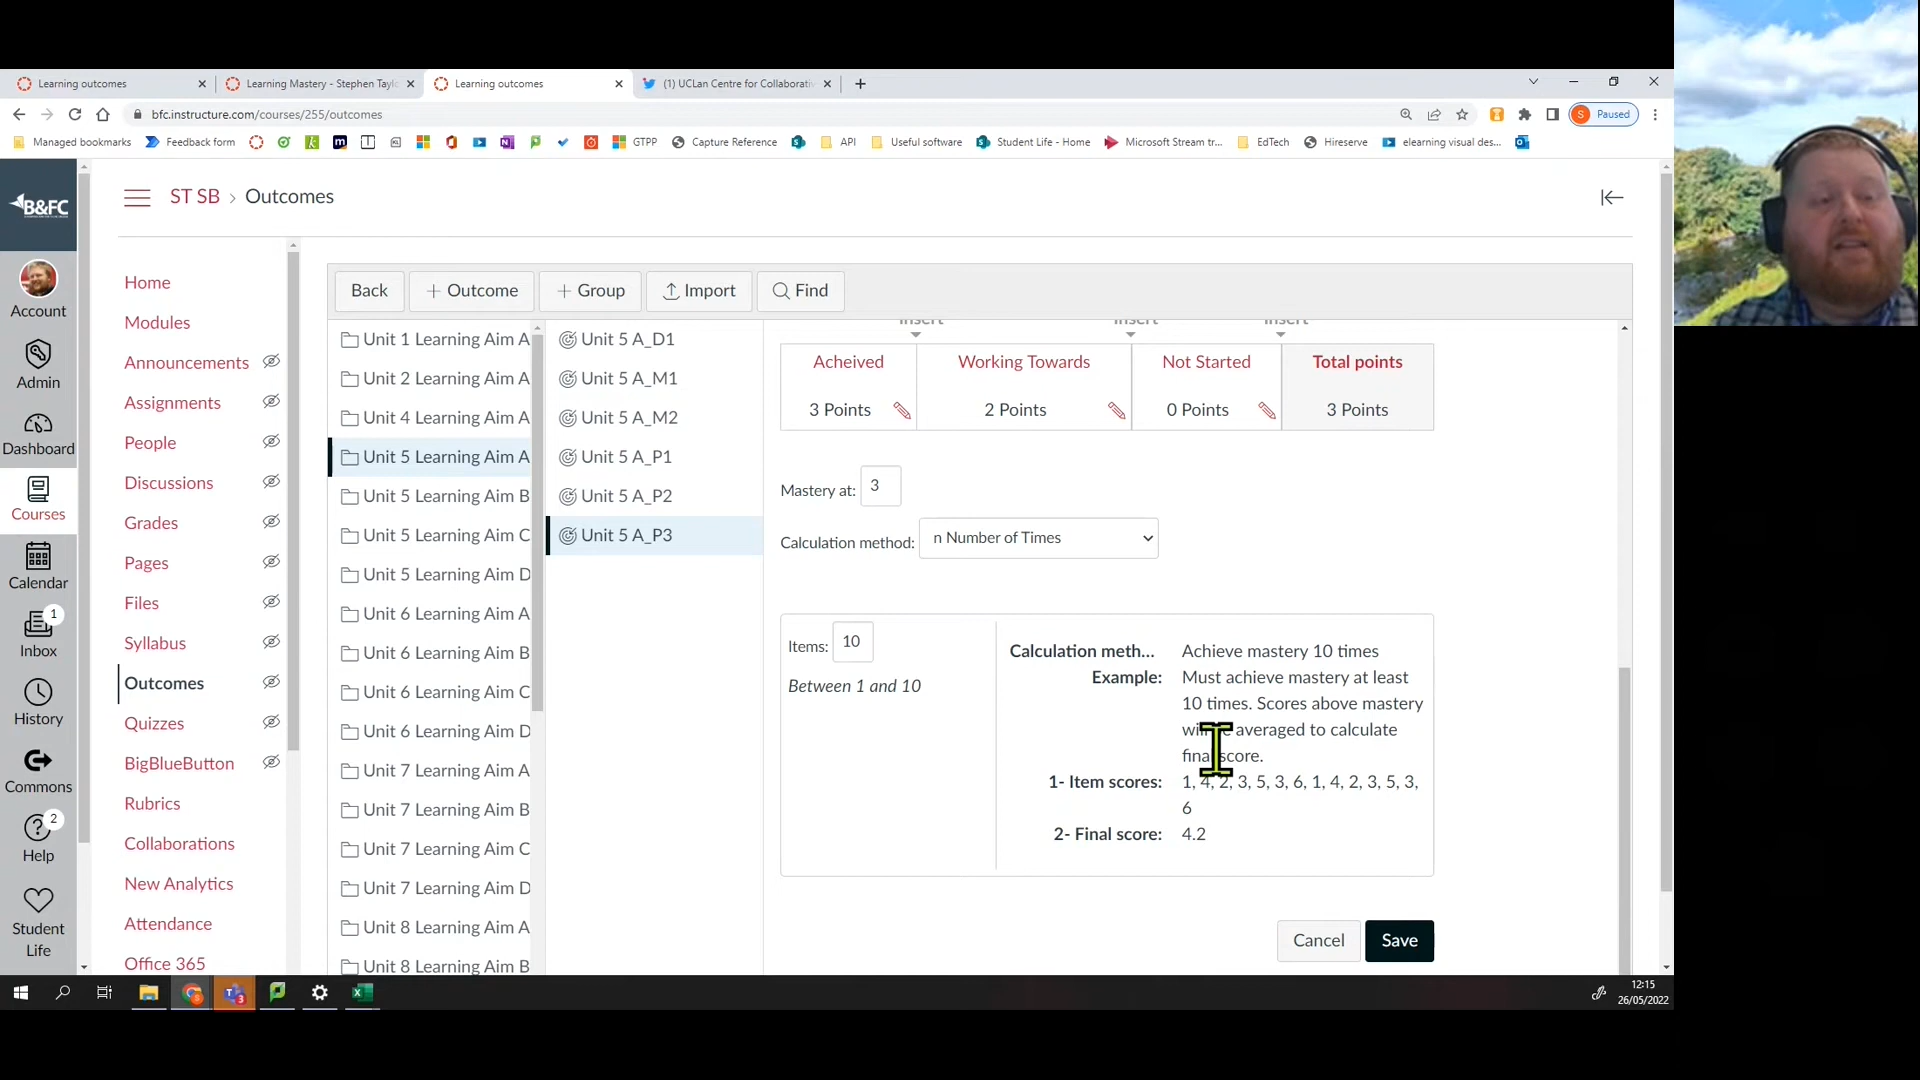 Learning outcomes
Learning Mastery - Stephen Taylo
Learning outcomes
(1) UCLan Centre for Collaborativ
bfc.instructure.com/courses/255/outcomes
S Paused
Managed bookmarks
Feedback form
GTPP
Capture Reference
API
Useful software
Student Life - Home
Microsoft Stream tr...
EdTech
Hireserve
elearning visual des...
B&FC
Account
Admin
Dashboard
Courses
Calendar
1
Inbox
History
Commons
2
Help
Student
Life
ST SB > Outcomes
Home
Modules
Announcements
Assignments
People
Discussions
Grades
Pages
Files
Syllabus
Outcomes
Quizzes
BigBlueButton
Rubrics
Collaborations
New Analytics
Attendance
Office 365
Back
+ Outcome
+ Group
Import
Find
Unit 1 Learning Aim A
Unit 2 Learning Aim A
Unit 4 Learning Aim A
Unit 5 Learning Aim A
Unit 5 Learning Aim B
Unit 5 Learning Aim C
Unit 5 Learning Aim D
Unit 6 Learning Aim A
Unit 6 Learning Aim B
Unit 6 Learning Aim C
Unit 6 Learning Aim D
Unit 7 Learning Aim A
Unit 7 Learning Aim B
Unit 7 Learning Aim C
Unit 7 Learning Aim D
Unit 8 Learning Aim A
Unit 8 Learning Aim B
Unit 5 A_D1
Unit 5 A_M1
Unit 5 A_M2
Unit 5 A_P1
Unit 5 A_P2
Unit 5 A_P3
Insert Insert Insert
Acheived Working Towards Not Started Total points
3 Points 2 Points 0 Points 3 Points
Mastery at: 3
Calculation method: n Number of Times
Items: 10
Between 1 and 10
Calculation meth... Achieve mastery 10 times
Example: Must achieve mastery at least
10 times. Scores above mastery
averaged to calculate
score.
1- Item scores: 1, 4, 2, 3, 5, 3, 6, 1, 4, 2, 3, 5, 3,
6
2- Final score: 4.2
Cancel
Save
12:15
26/05/2022